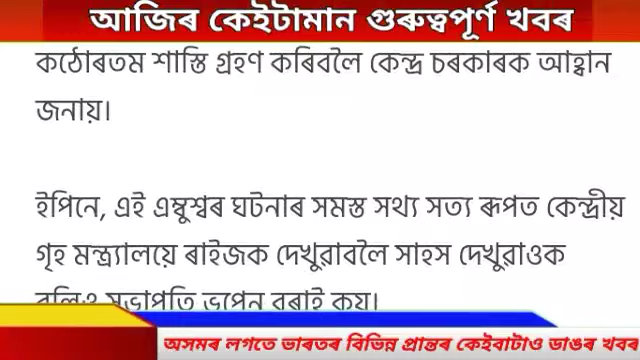 আজিৰ কেইটামান গুৰুত্বপূৰ্ণ খবৰ
কঠোৰতম শাস্তি গ্ৰহণ কৰিবলৈ কেন্দ্ৰ চৰকাৰক আহ্বান
জনায়।
ইপিনে, এই এম্বুশ্বৰ ঘটনাৰ সমস্ত সথ্য সত্য ৰূপত কেন্দ্ৰীয়
গৃহ মন্ত্ৰ্যালয়ে ৰাইজক দেখুৱাবলৈ সাহস দেখুৱাওক
বুলিও সভাপতি ভূপেন বৰাই কয়।
অসমৰ লগতে ভাৰতৰ বিভিন্ন প্ৰান্তৰ কেইবাটাও ডাঙৰ খবৰ